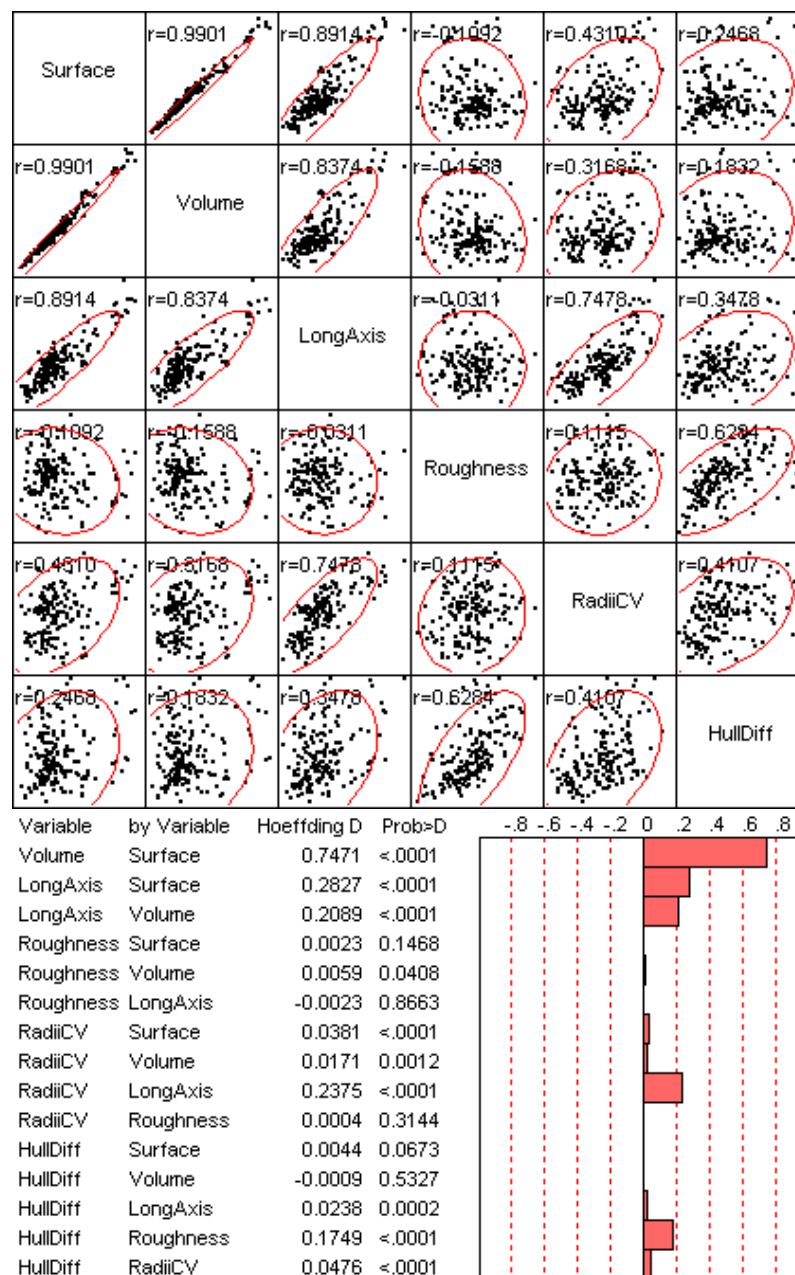 Surface r=0.9901 r=0.8914 r=-0.1092 r=0.4310 r=0.2468
r=0.9901 Volume r=0.8374 r=-0.1588 r=0.3168 r=0.1832
r=0.8914 r=0.8374 LongAxis r=-0.0311 r=0.7478 r=0.3478
r=-0.1092 r=-0.1588 r=-0.0311 Roughness r=0.1115 r=0.6284
r=0.4310 r=0.3168 r=0.7478 r=0.1115 RadiiCV r=0.4107
r=0.2468 r=0.1832 r=0.3478 r=0.6284 r=0.4107 HullDiff
Variable by Variable Hoeffding D Prob>D -.8 -.6 -.4 -.2 0 .2 .4 .6 .8
Volume Surface 0.7471 <.0001
LongAxis Surface 0.2827 <.0001
LongAxis Volume 0.2089 <.0001
Roughness Surface 0.0023 0.1468
Roughness Volume 0.0059 0.0408
Roughness LongAxis -0.0023 0.8663
RadiiCV Surface 0.0381 <.0001
RadiiCV Volume 0.0171 0.0012
RadiiCV LongAxis 0.2375 <.0001
RadiiCV Roughness 0.0004 0.3144
HullDiff Surface 0.0044 0.0673
HullDiff Volume -0.0009 0.5327
HullDiff LongAxis 0.0238 0.0002
HullDiff Roughness 0.1749 <.0001
HullDiff RadiiCV 0.0476 <.0001